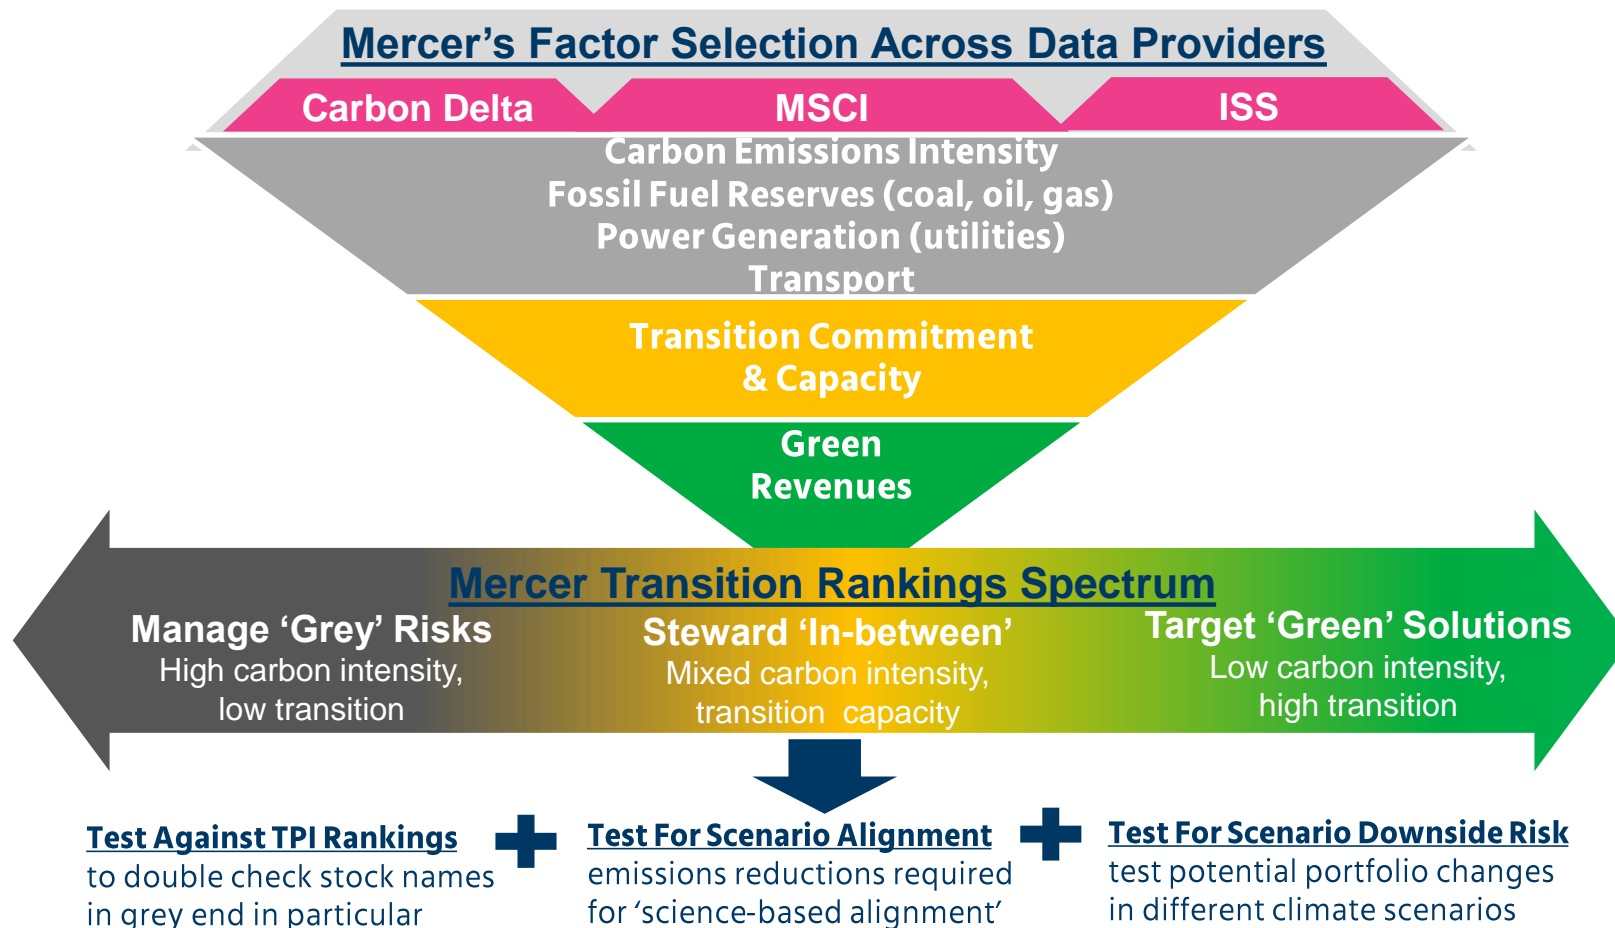 Mercer’s Factor Selection Across Data Providers
Carbon Delta
MSCI
ISS
Carbon Emissions Intensity
Fossil Fuel Reserves (coal, oil, gas)
Power Generation (utilities)
Transport
Transition Commitment
& Capacity
Green
Revenues
Mercer Transition Rankings Spectrum
Manage ‘Grey’ Risks
High carbon intensity,
low transition
Steward ‘In-between’
Mixed carbon intensity,
transition capacity
Target ‘Green’ Solutions
Low carbon intensity,
high transition
Test Against TPI Rankings
to double check stock names
in grey end in particular
Test For Scenario Alignment
emissions reductions required
for ‘science-based alignment’
Test For Scenario Downside Risk
test potential portfolio changes
in different climate scenarios